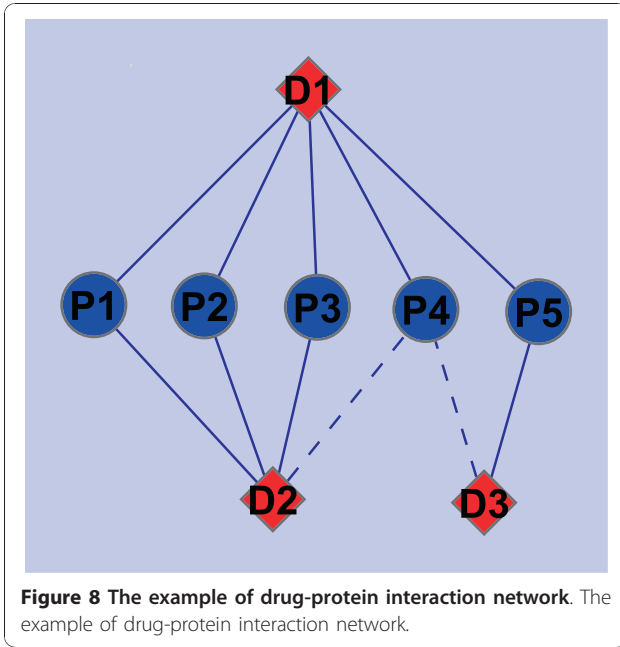 D1
P1 P2 P3 P4 P5
D2 D3
Figure 8 The example of drug-protein interaction network. The
example of drug-protein interaction network.